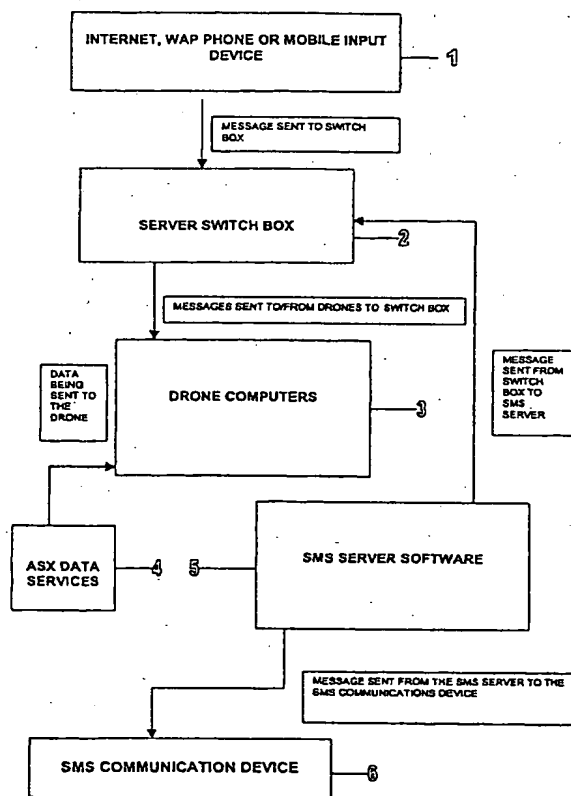 INTERNET, WAP PHONE OR MOBILE INPUT
DEVICE
1
MESSAGE SENT TO SWITCH
BOX
SERVER SWITCH BOX
2
MESSAGES SENT TO/FROM DRONES TO SWITCH BOX
DATA
BEING
SENT TO
THE
DRONE
DRONE COMPUTERS
3
MESSAGE
SENT FROM
SWITCH
BOX TO
SMS
SERVER
ASX DATA
SERVICES
4
5
SMS SERVER SOFTWARE
MESSAGE SENT FROM THE SMS SERVER TO THE
SMS COMMUNICATIONS DEVICE
SMS COMMUNICATION DEVICE
6